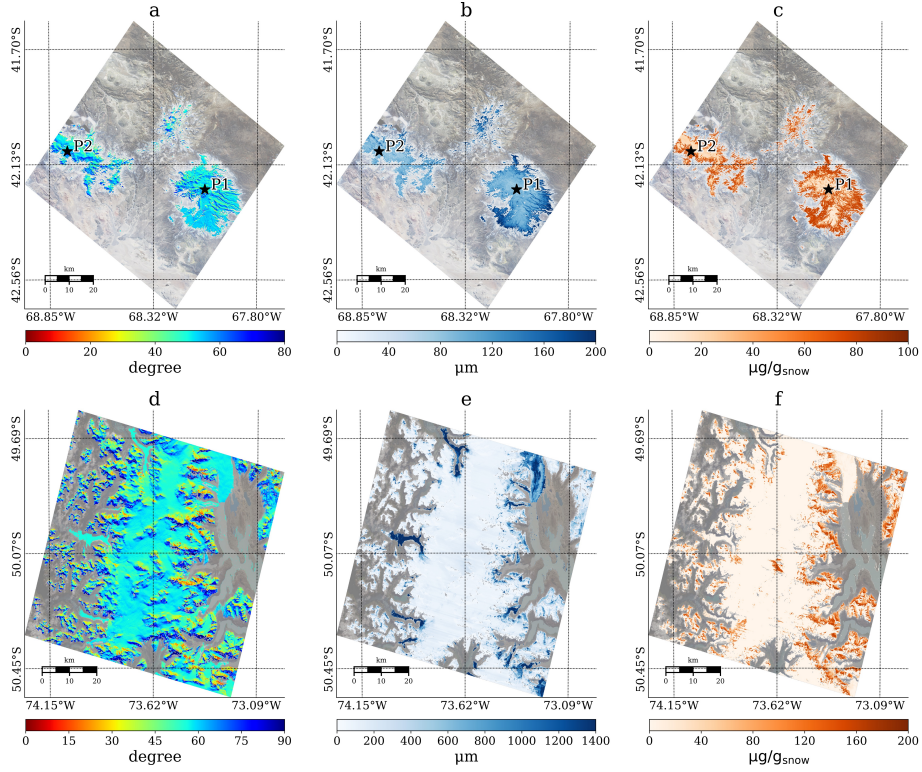 a
b
c
41.70°S
42.13°S
42.56°S
P2
P1
km
0 10 20
68.85°W 68.32°W 67.80°W
0 20 40 60 80
degree
41.70°S
42.13°S
42.56°S
P2
P1
km
0 10 20
68.85°W 68.32°W 67.80°W
0 40 80 120 160 200
μm
41.70°S
42.13°S
42.56°S
P2
P1
km
0 10 20
68.85°W 68.32°W 67.80°W
0 20 40 60 80 100
μg/gsnow
d
e
f
49.69°S
50.07°S
50.45°S
km
0 10 20
74.15°W 73.62°W 73.09°W
0 15 30 45 60 75 90
degree
49.69°S
50.07°S
50.45°S
km
0 10 20
74.15°W 73.62°W 73.09°W
0 200 400 600 800 1000 1200 1400
μm
49.69°S
50.07°S
50.45°S
km
0 10 20
74.15°W 73.62°W 73.09°W
0 40 80 120 160 200
μg/gsnow